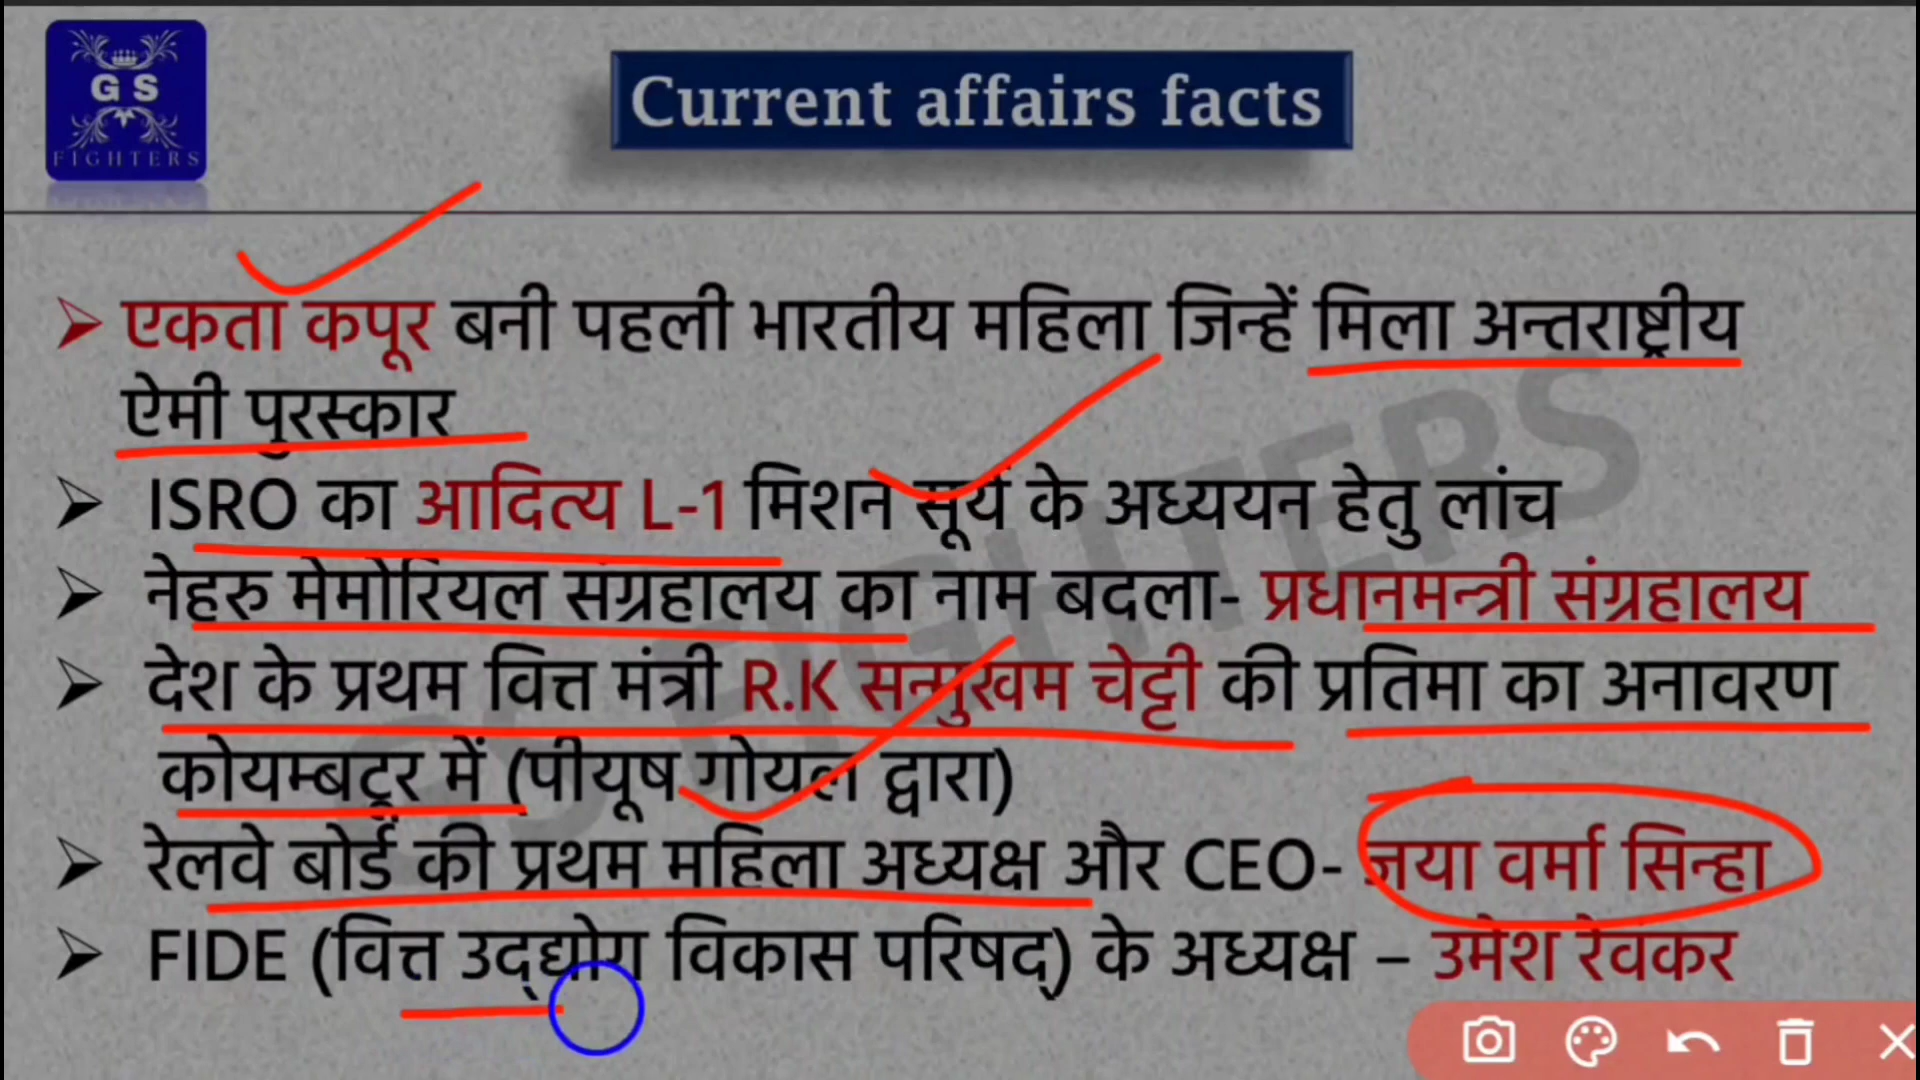 G S
FIGHTERS
Current affairs facts
एकता कपूर बनी पहली भारतीय महिला जिन्हें मिला अन्तराष्ट्रीय
ऐमी पुरस्कार
ISRO का आदित्य L-1 मिशन सूर्य के अध्ययन हेतु लांच
नेहरु मेमोरियल संग्रहालय का नाम बदला- प्रधानमन्त्री संग्रहालय
देश के प्रथम वित्त मंत्री R.K सन्मुखम चेट्टी की प्रतिमा का अनावरण
कोयम्बटूर में (पीयूष गोयल द्वारा)
रेलवे बोर्ड की प्रथम महिला अध्यक्ष और CEO- जया वर्मा सिन्हा
FIDE (वित्त उद्द्योग विकास परिषद्) के अध्यक्ष – उमेश रेवकर
GS FIGHTERS